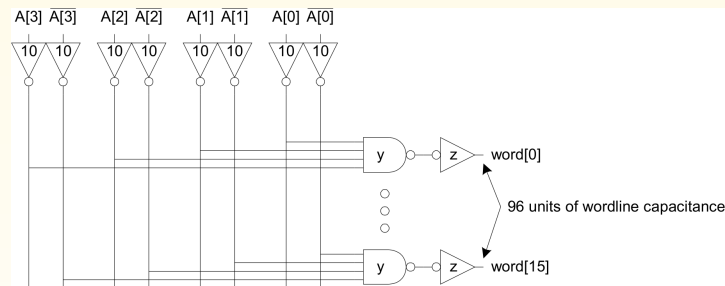 A[3] A̅[̅3̅]̅ A[2] A̅[̅2̅]̅ A[1] A̅[̅1̅]̅ A[0] A̅[̅0̅]̅
10 10 10 10 10 10 10 10
y z word[0]
96 units of wordline capacitance
y z word[15]